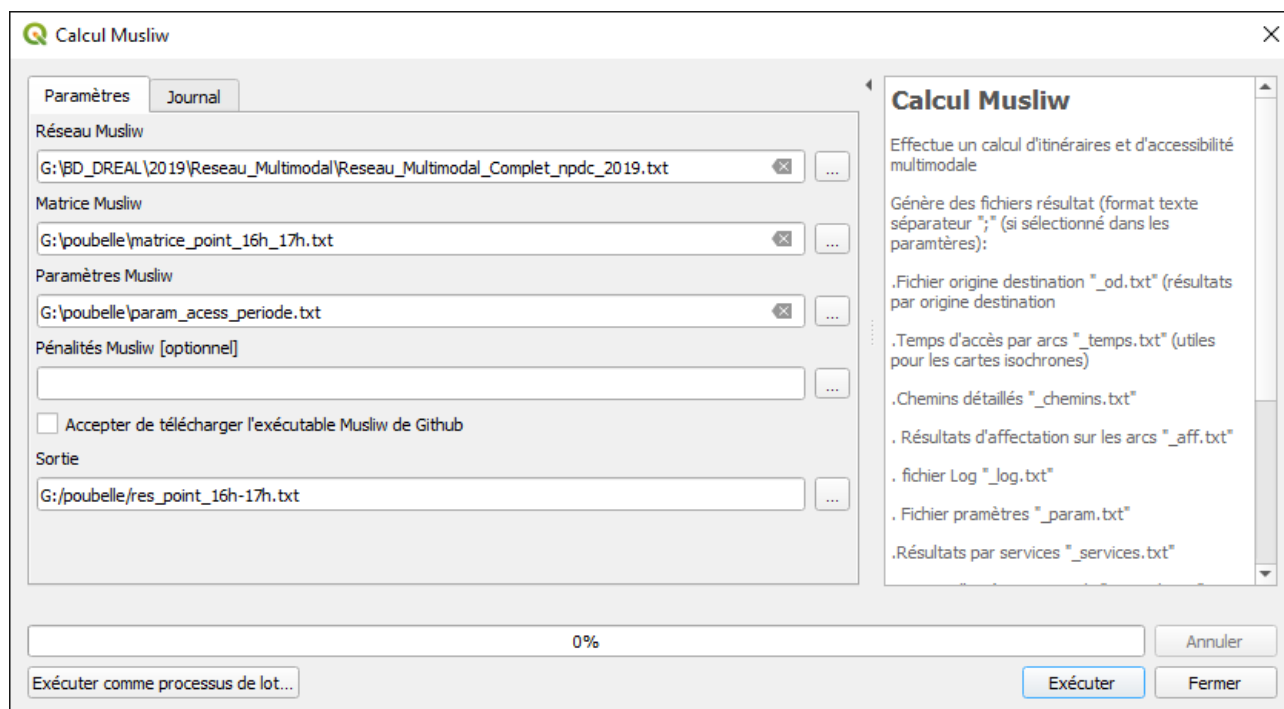 Calcul Musliw
Paramètres
Journal
Réseau Musliw
G:\BD_DREAL\2019\Reseau_Multimodal\Reseau_Multimodal_Complet_npdc_2019.txt
...
Matrice Musliw
G:\poubelle\matrice_point_16h_17h.txt
...
Paramètres Musliw
G:\poubelle\param_acess_periode.txt
...
Pénalités Musliw [optionnel]
...
Accepter de télécharger l'exécutable Musliw de Github
Sortie
G:/poubelle/res_point_16h-17h.txt
...
Calcul Musliw
Effectue un calcul d'itinéraires et d'accessibilité
multimodale
Génère des fichiers résultat (format texte
séparateur ";" (si sélectionné dans les
paramtères):
.Fichier origine destination "_od.txt" (résultats
par origine destination
.Temps d'accès par arcs "_temps.txt" (utiles
pour les cartes isochrones)
.Chemins détaillés "_chemins.txt"
. Résultats d'affectation sur les arcs "_aff.txt"
. fichier Log "_log.txt"
. Fichier pramètres "_param.txt"
.Résultats par services "_services.txt"
0%
Annuler
Exécuter comme processus de lot...
Exécuter
Fermer